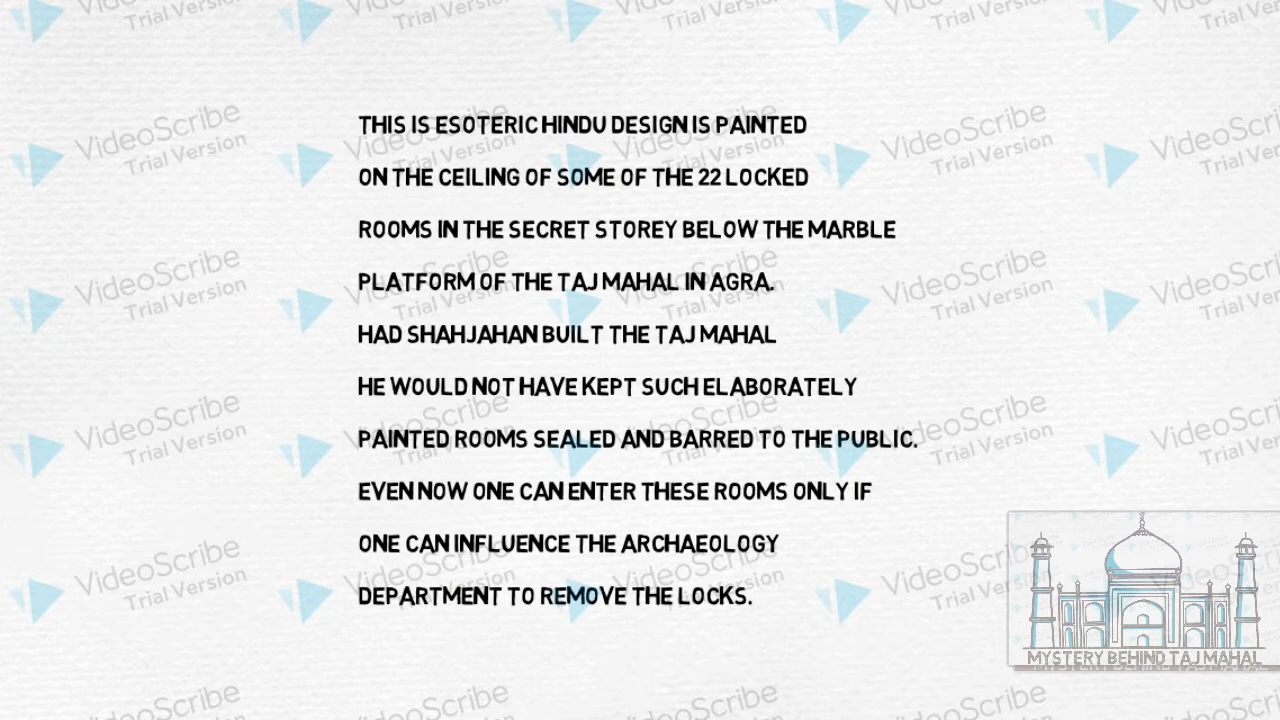 THIS IS ESOTERIC HINDU DESIGN IS PAINTED
ON THE CEILING OF SOME OF THE 22 LOCKED
ROOMS IN THE SECRET STOREY BELOW THE MARBLE
PLATFORM OF THE TAJ MAHAL IN AGRA.
HAD SHAHJAHAN BUILT THE TAJ MAHAL
HE WOULD NOT HAVE KEPT SUCH ELABORATELY
PAINTED ROOMS SEALED AND BARRED TO THE PUBLIC.
EVEN NOW ONE CAN ENTER THESE ROOMS ONLY IF
ONE CAN INFLUENCE THE ARCHAEOLOGY
DEPARTMENT TO REMOVE THE LOCKS.
MYSTERY BEHIND TAJ MAHAL
VideoScribe
Trial Version